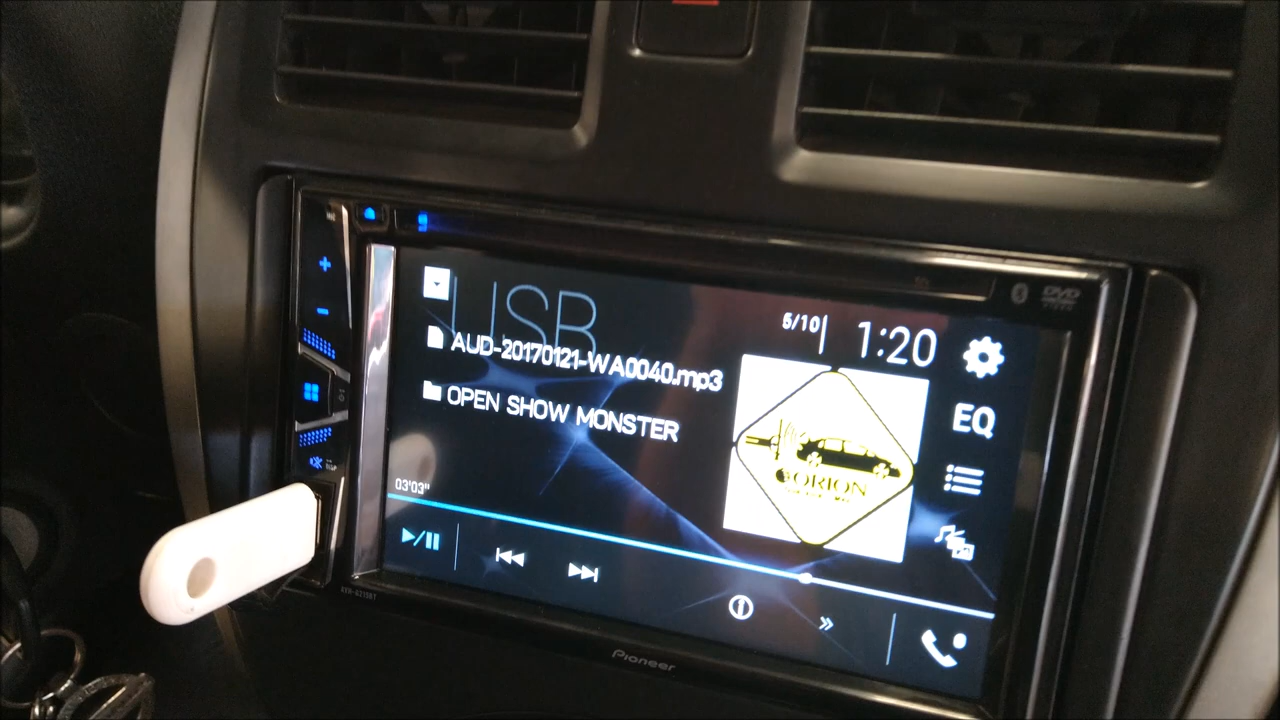 USB
5/10
1:20
AUD-20170121-WA0040.mp3
OPEN SHOW MONSTER
EQ
03'03"
Pioneer
DVD